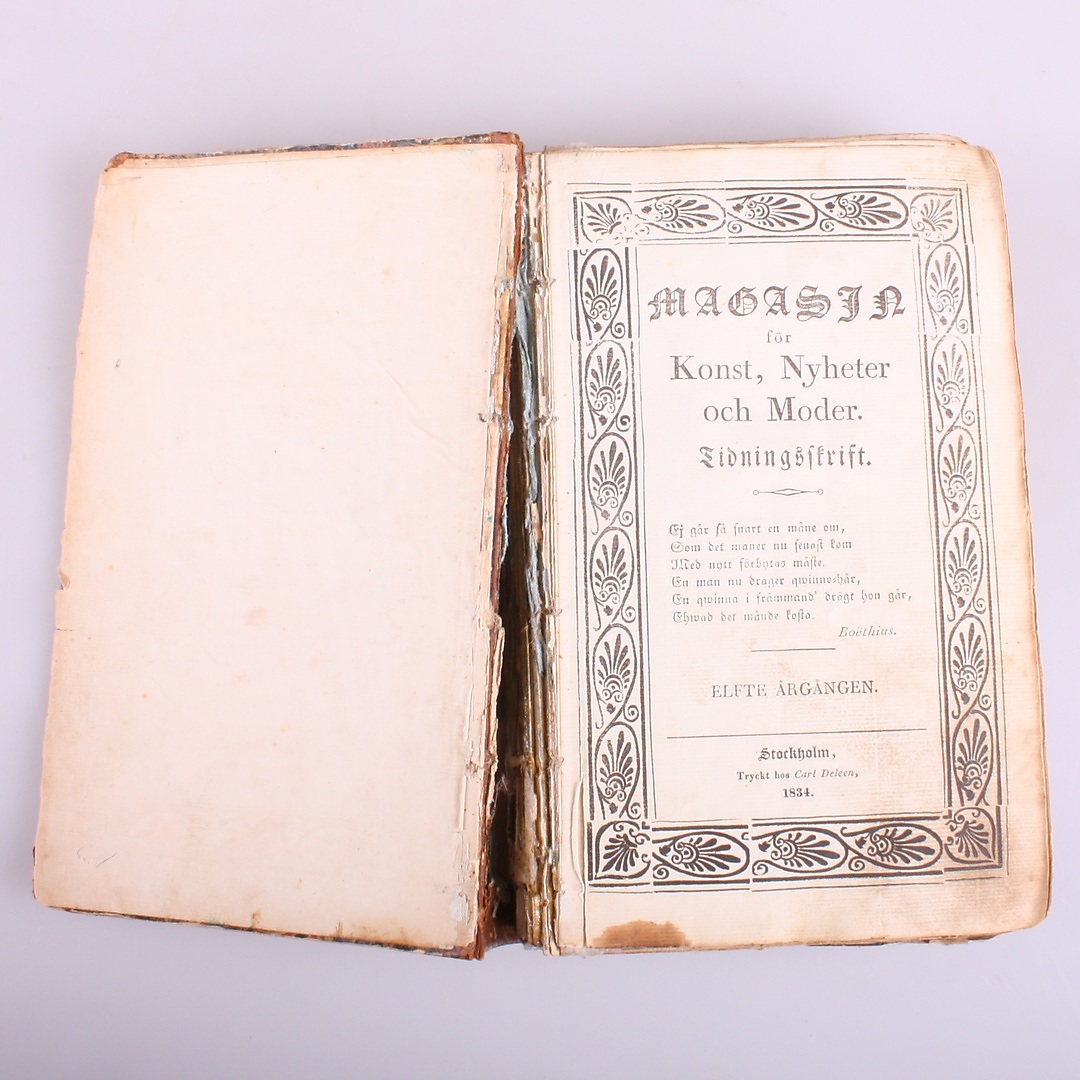 MAGASIN
för
Konst, Nyheter
och Moder.
Tidningsskrift.
Ej går så snart en måne om,
Som det maner nu senast kom
Med nytt förbytas måste.
En man nu drager qwinneshår,
En qwinna i främmand' drägt hon går,
Ehwad det månde kosta.
Boëthius.
ELFTE ÅRGÅNGEN.
Stockholm,
Tryckt hos Carl Deleen,
1834.